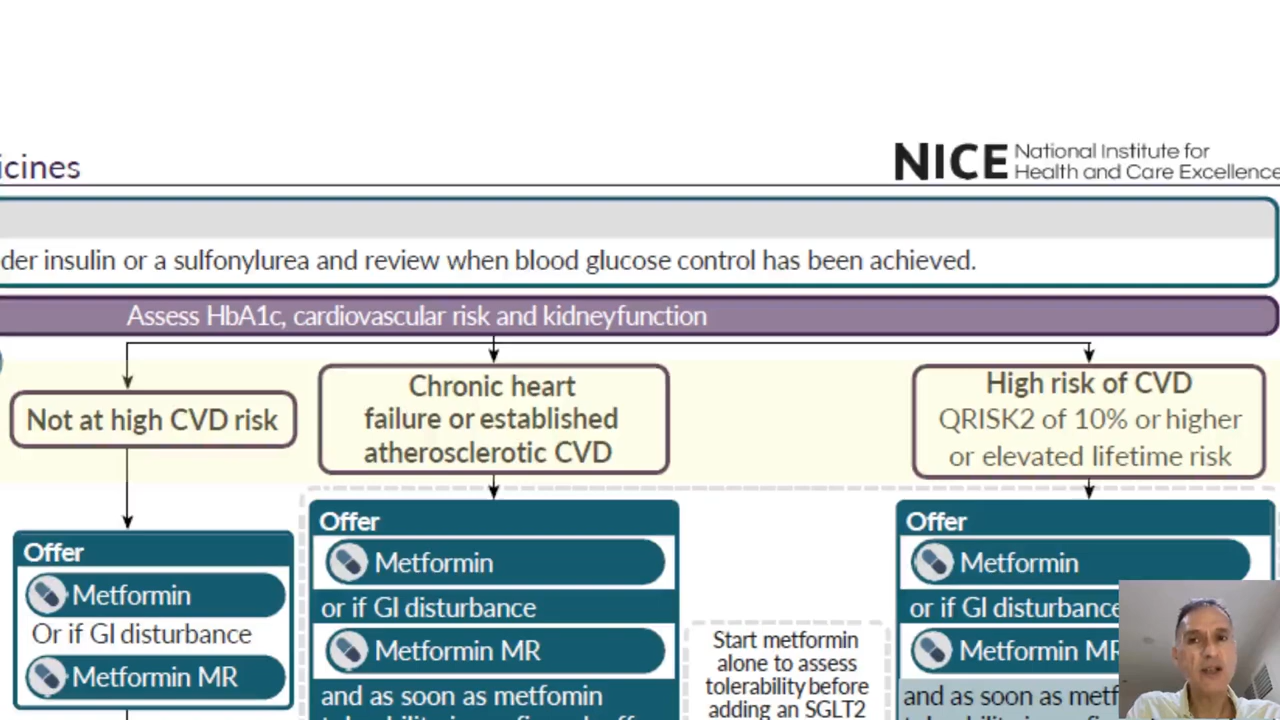 icines
NICE National Institute for
Health and Care Excellence
der insulin or a sulfonylurea and review when blood glucose control has been achieved.
Assess HbA1c, cardiovascular risk and kidneyfunction
Not at high CVD risk
Chronic heart
failure or established
atherosclerotic CVD
High risk of CVD
QRISK2 of 10% or higher
or elevated lifetime risk
Offer
Metformin
Or if GI disturbance
Metformin MR
Offer
Metformin
or if GI disturbance
Metformin MR
and as soon as metfomin
Start metformin
alone to assess
tolerability before
adding an SGLT2
Offer
Metformin
or if GI disturbance
Metformin MR
and as soon as metf